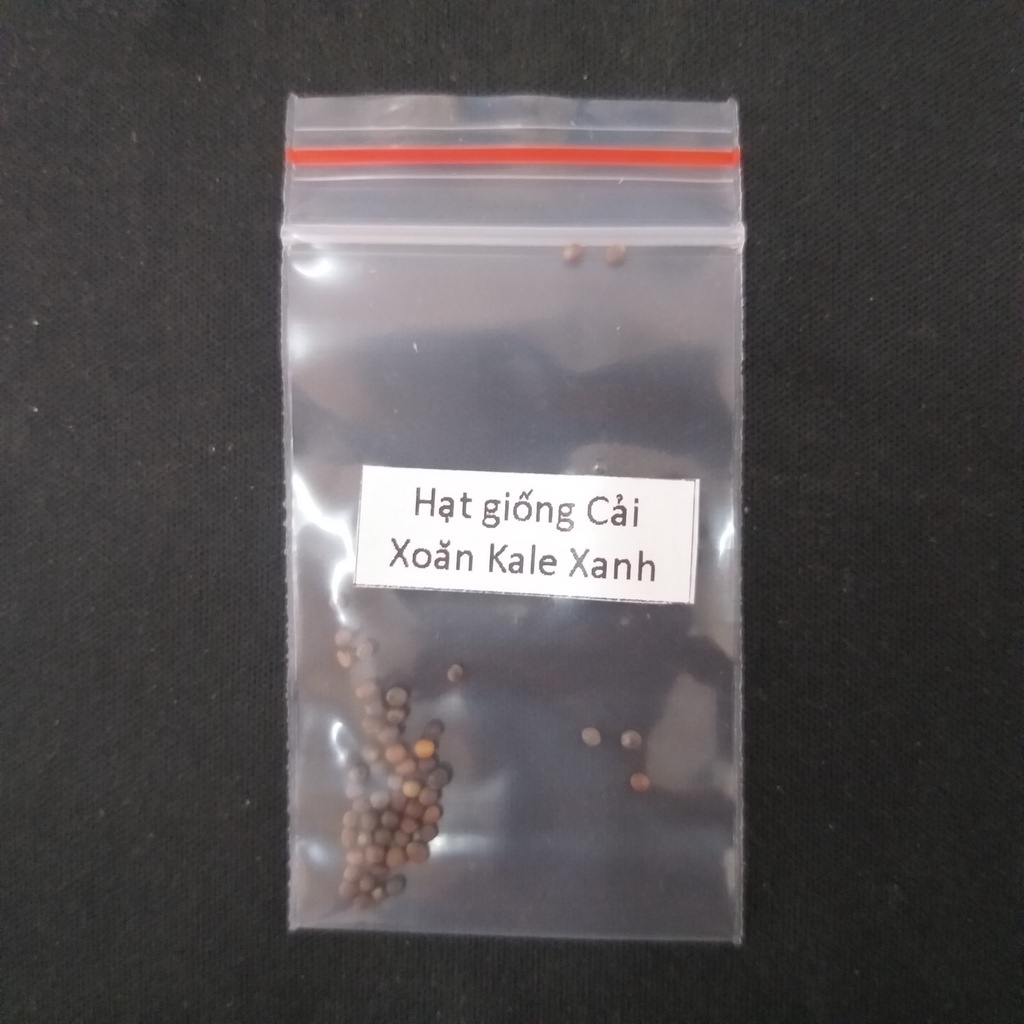 Hạt giống Cải
Xoăn Kale Xanh